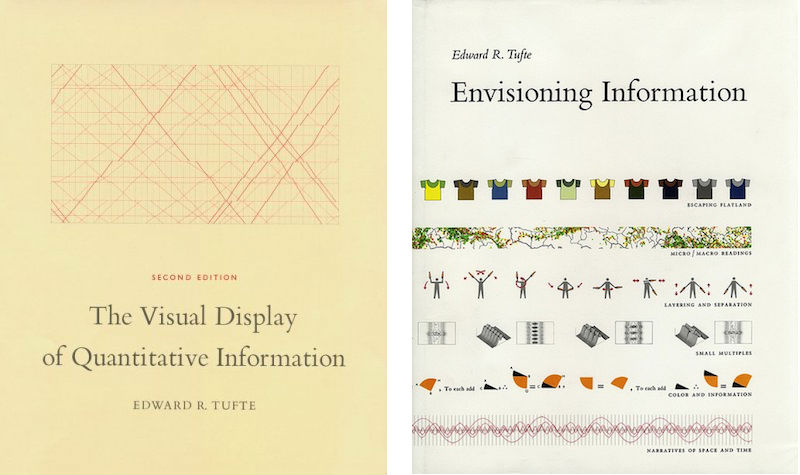 SECOND EDITION
The Visual Display
of Quantitative Information
EDWARD R. TUFTE
Edward R. Tufte
Envisioning Information
ESCAPING FLATLAND
MICRO/MACRO READINGS
LAYERING AND SEPARATION
SMALL MULTIPLES
To each add
To each add
COLOR AND INFORMATION
NARRATIVES OF SPACE AND TIME